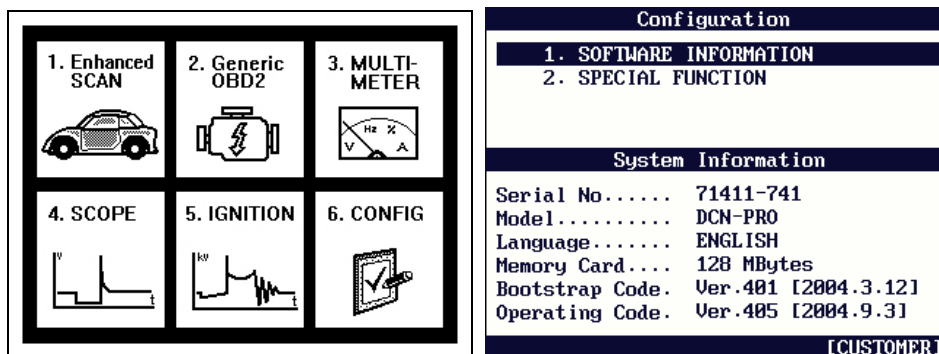 1. Enhanced
SCAN
2. Generic
OBD2
3. MULTI-
METER
Hz %
V A
4. SCOPE
V
t
5. IGNITION
kV
t
6. CONFIG
Configuration
1. SOFTWARE INFORMATION
2. SPECIAL FUNCTION
System Information
Serial No...... 71411-741
Model.......... DCN-PRO
Language....... ENGLISH
Memory Card.... 128 MBytes
Bootstrap Code. Ver.401 [2004.3.12]
Operating Code. Ver.405 [2004.9.3]
[CUSTOMER]